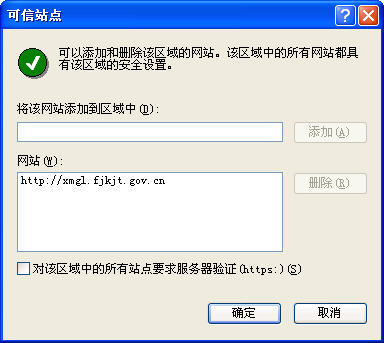 可信站点
可以添加和删除该区域的网站。该区域中的所有网站都具
有该区域的安全设置。
将该网站添加到区域中(D):
添加(A)
网站(W):
http://xmgl.fjkjt.gov.cn
删除(R)
对该区域中的所有站点要求服务器验证(https:)(S)
确定
取消